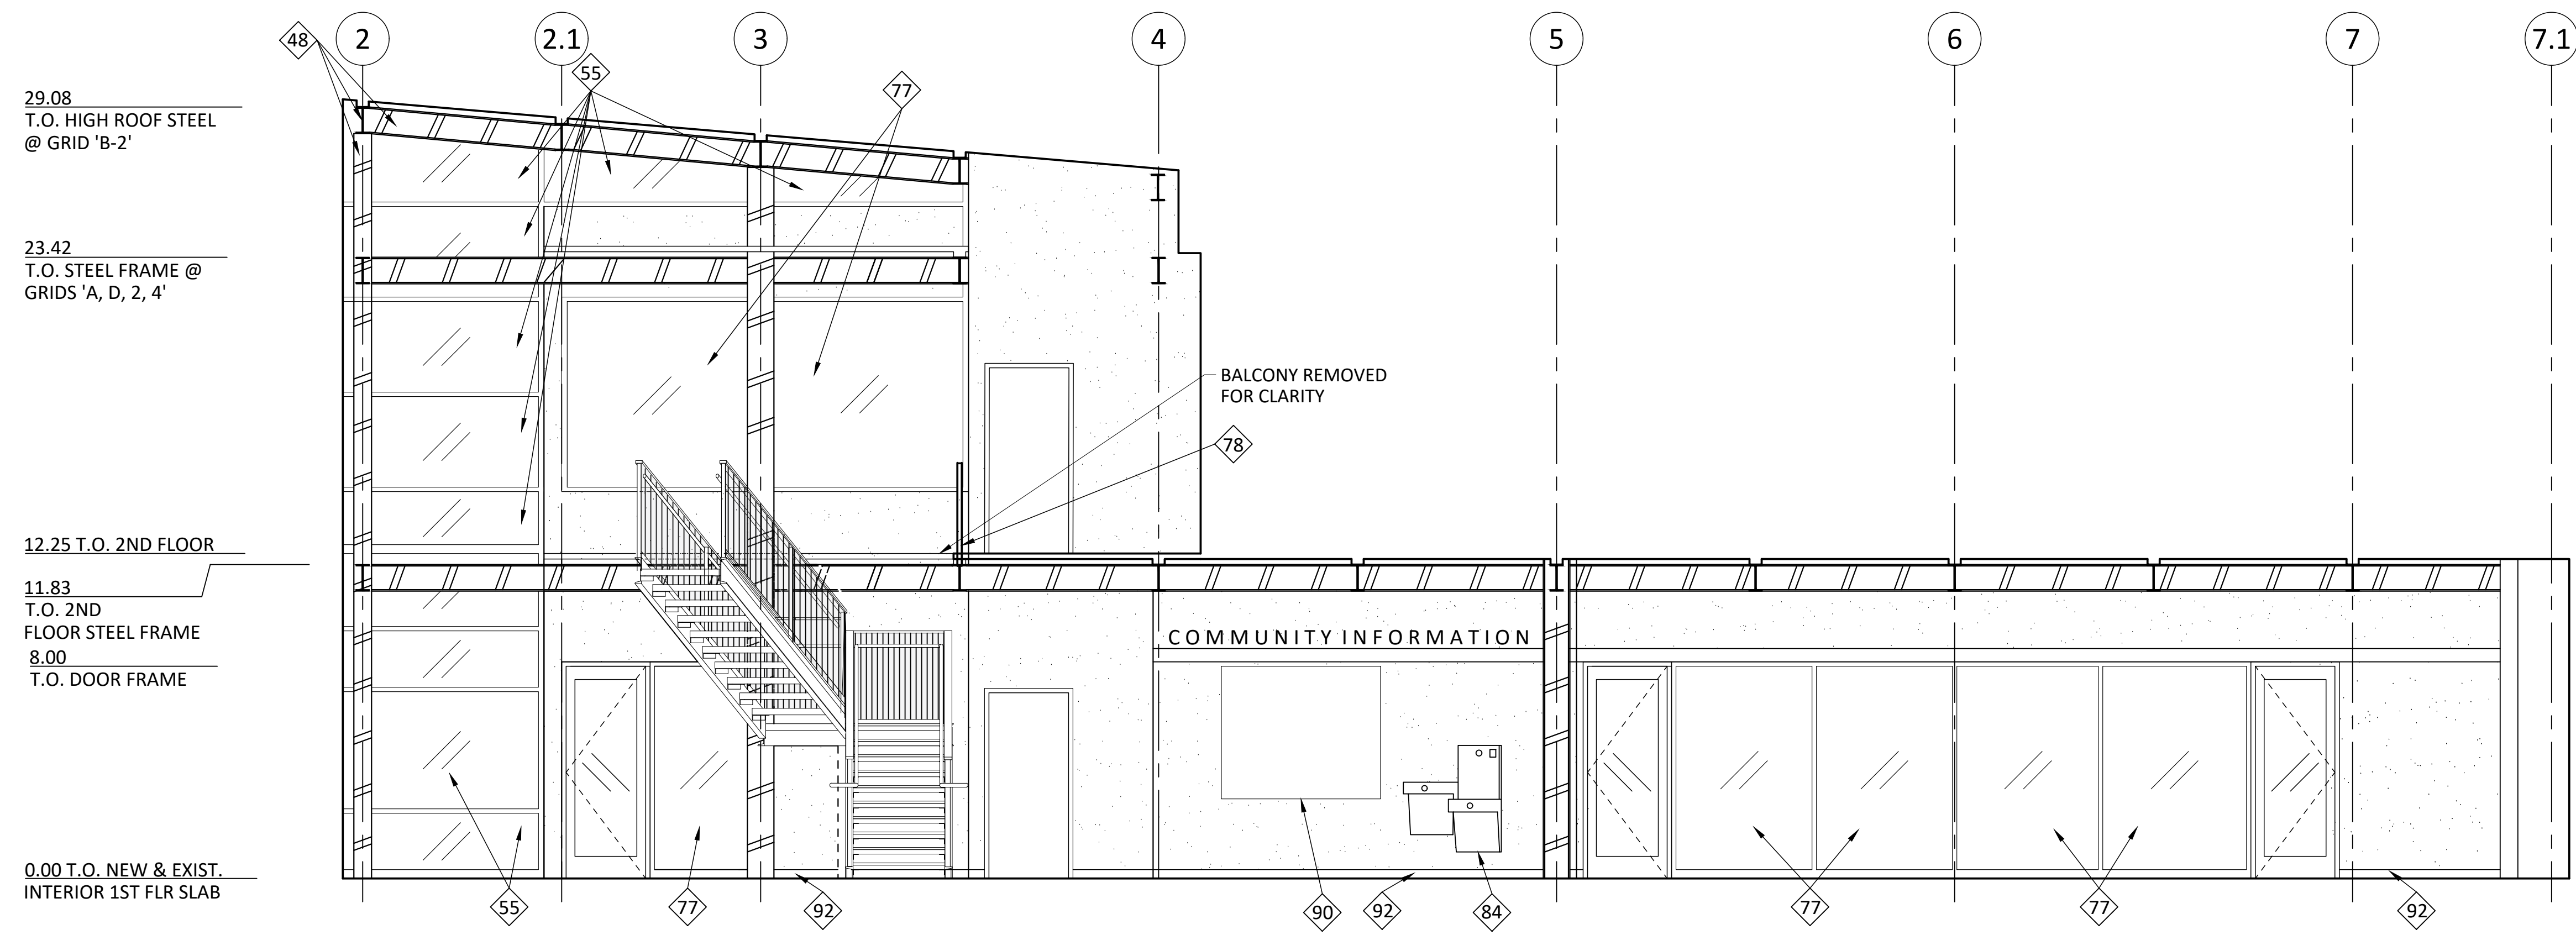 2
2.1
3
4
5
6
7
7.1
48
55
77
29.08
T.O. HIGH ROOF STEEL
@ GRID 'B-2'
23.42
T.O. STEEL FRAME @
GRIDS 'A, D, 2, 4'
BALCONY REMOVED
FOR CLARITY
78
12.25 T.O. 2ND FLOOR
11.83
T.O. 2ND
FLOOR STEEL FRAME
8.00
T.O. DOOR FRAME
COMMUNITY INFORMATION
0.00 T.O. NEW & EXIST.
INTERIOR 1ST FLR SLAB
55
77
92
90
92
84
77
77
92